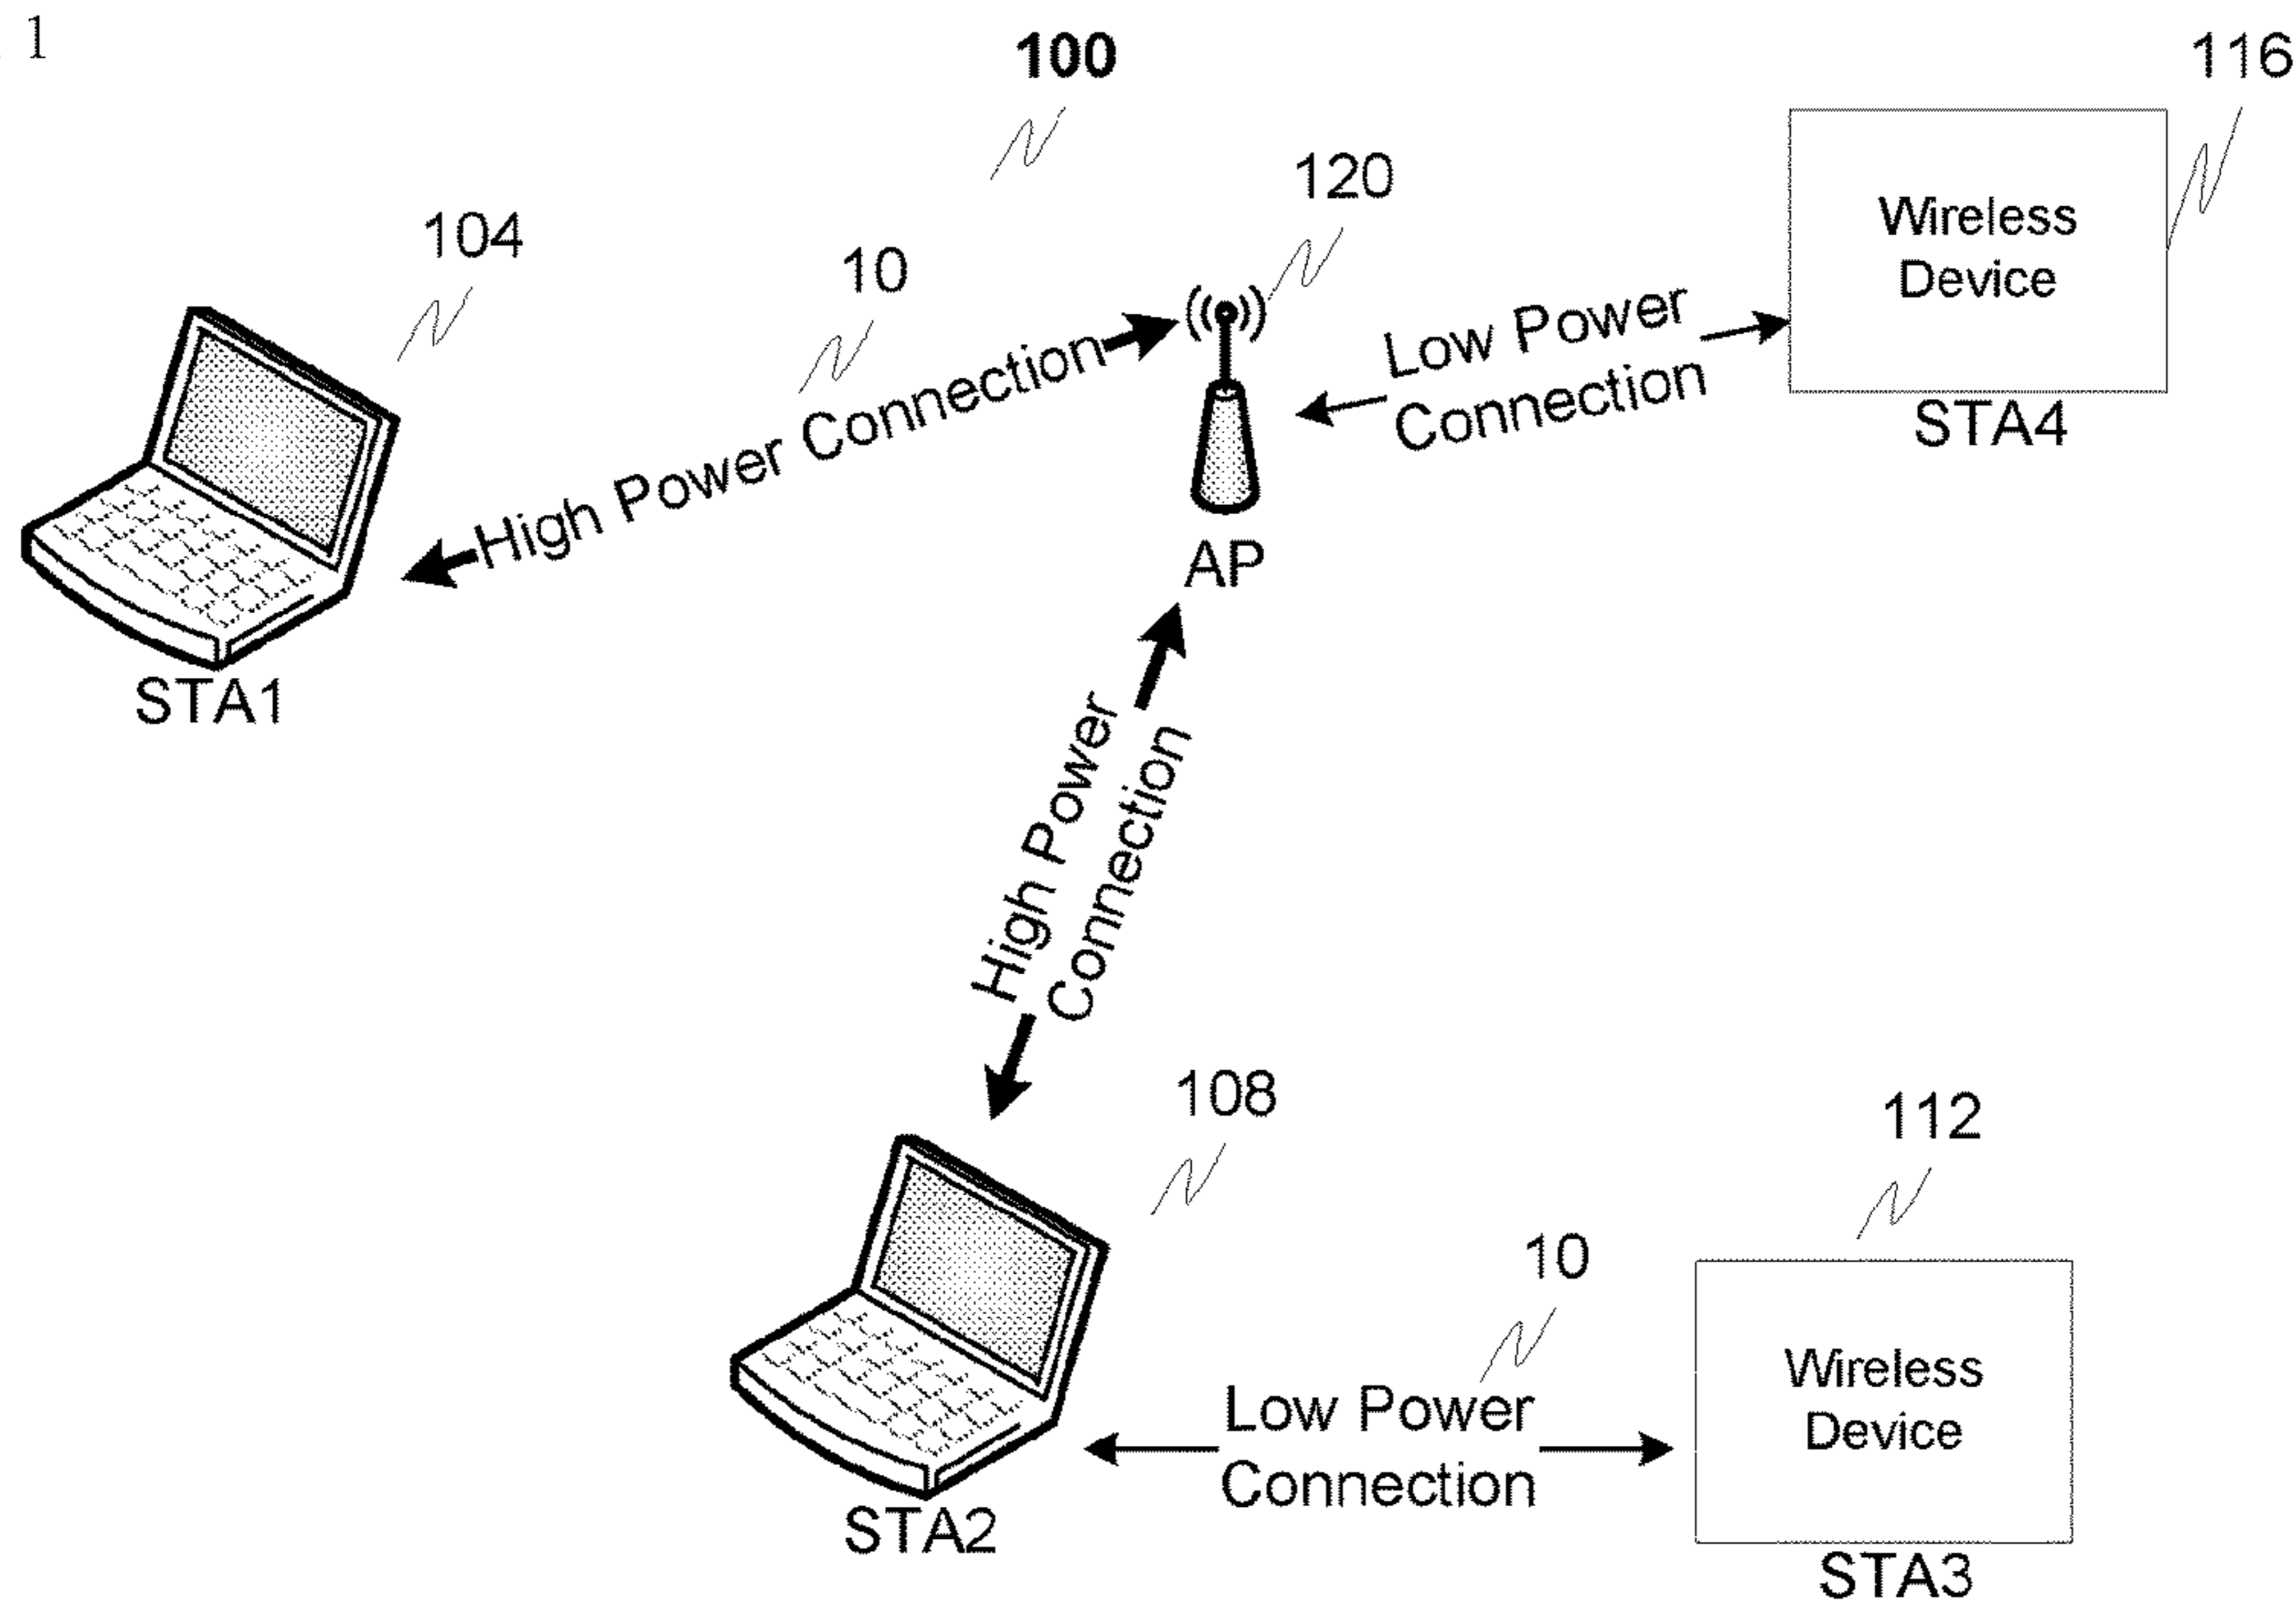 1
100
116
120
104
10
Wireless
Device
Low Power
Connection
High Power Connection
STA4
AP
STA1
High Power
Connection
108
112
10
Wireless
Device
Low Power
Connection
STA2
STA3